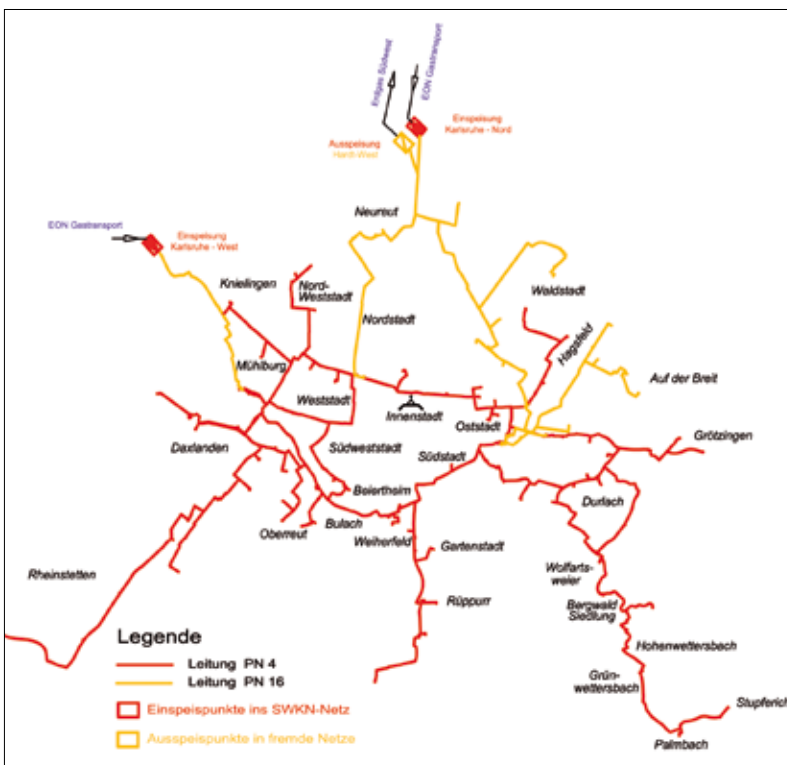 Erdgas Südwest
EON Gastransport
Einspeisung
Karlsruhe - Nord
Ausspeisung
Hardt-West
Neureut
EON Gastransport
Einspeisung
Karlsruhe - West
Knielingen
Nord-
Weststadt
Nordstadt
Waldstadt
Hagsfeld
Mühlburg
Auf der Breit
Weststadt
Innenstadt
Oststadt
Grötzingen
Daxlanden
Südweststadt
Südstadt
Beiertheim
Durlach
Oberreut
Bulach
Weiherfeld
Gartenstadt
Rheinstetten
Wolfarts-
weier
Rüppurr
Bergwald
Siedlung
Hohenwettersbach
Grün-
wettersbach
Stupferich
Palmbach
Legende
Leitung PN 4
Leitung PN 16
Einspeispunkte ins SWKN-Netz
Ausspeispunkte in fremde Netze